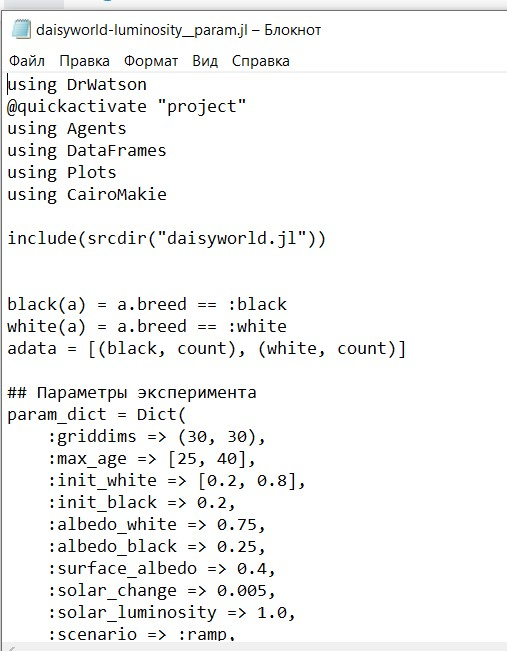 daisyworld-luminosity__param.jl – Блокнот
Файл Правка Формат Вид Справка
using DrWatson
@quickactivate "project"
using Agents
using DataFrames
using Plots
using CairoMakie
include(srcdir("daisyworld.jl"))
black(a) = a.breed == :black
white(a) = a.breed == :white
adata = [(black, count), (white, count)]
## Параметры эксперимента
param_dict = Dict(
    :griddims => (30, 30),
    :max_age => [25, 40],
    :init_white => [0.2, 0.8],
    :init_black => 0.2,
    :albedo_white => 0.75,
    :albedo_black => 0.25,
    :surface_albedo => 0.4,
    :solar_change => 0.005,
    :solar_luminosity => 1.0,
    :scenario => :ramp,